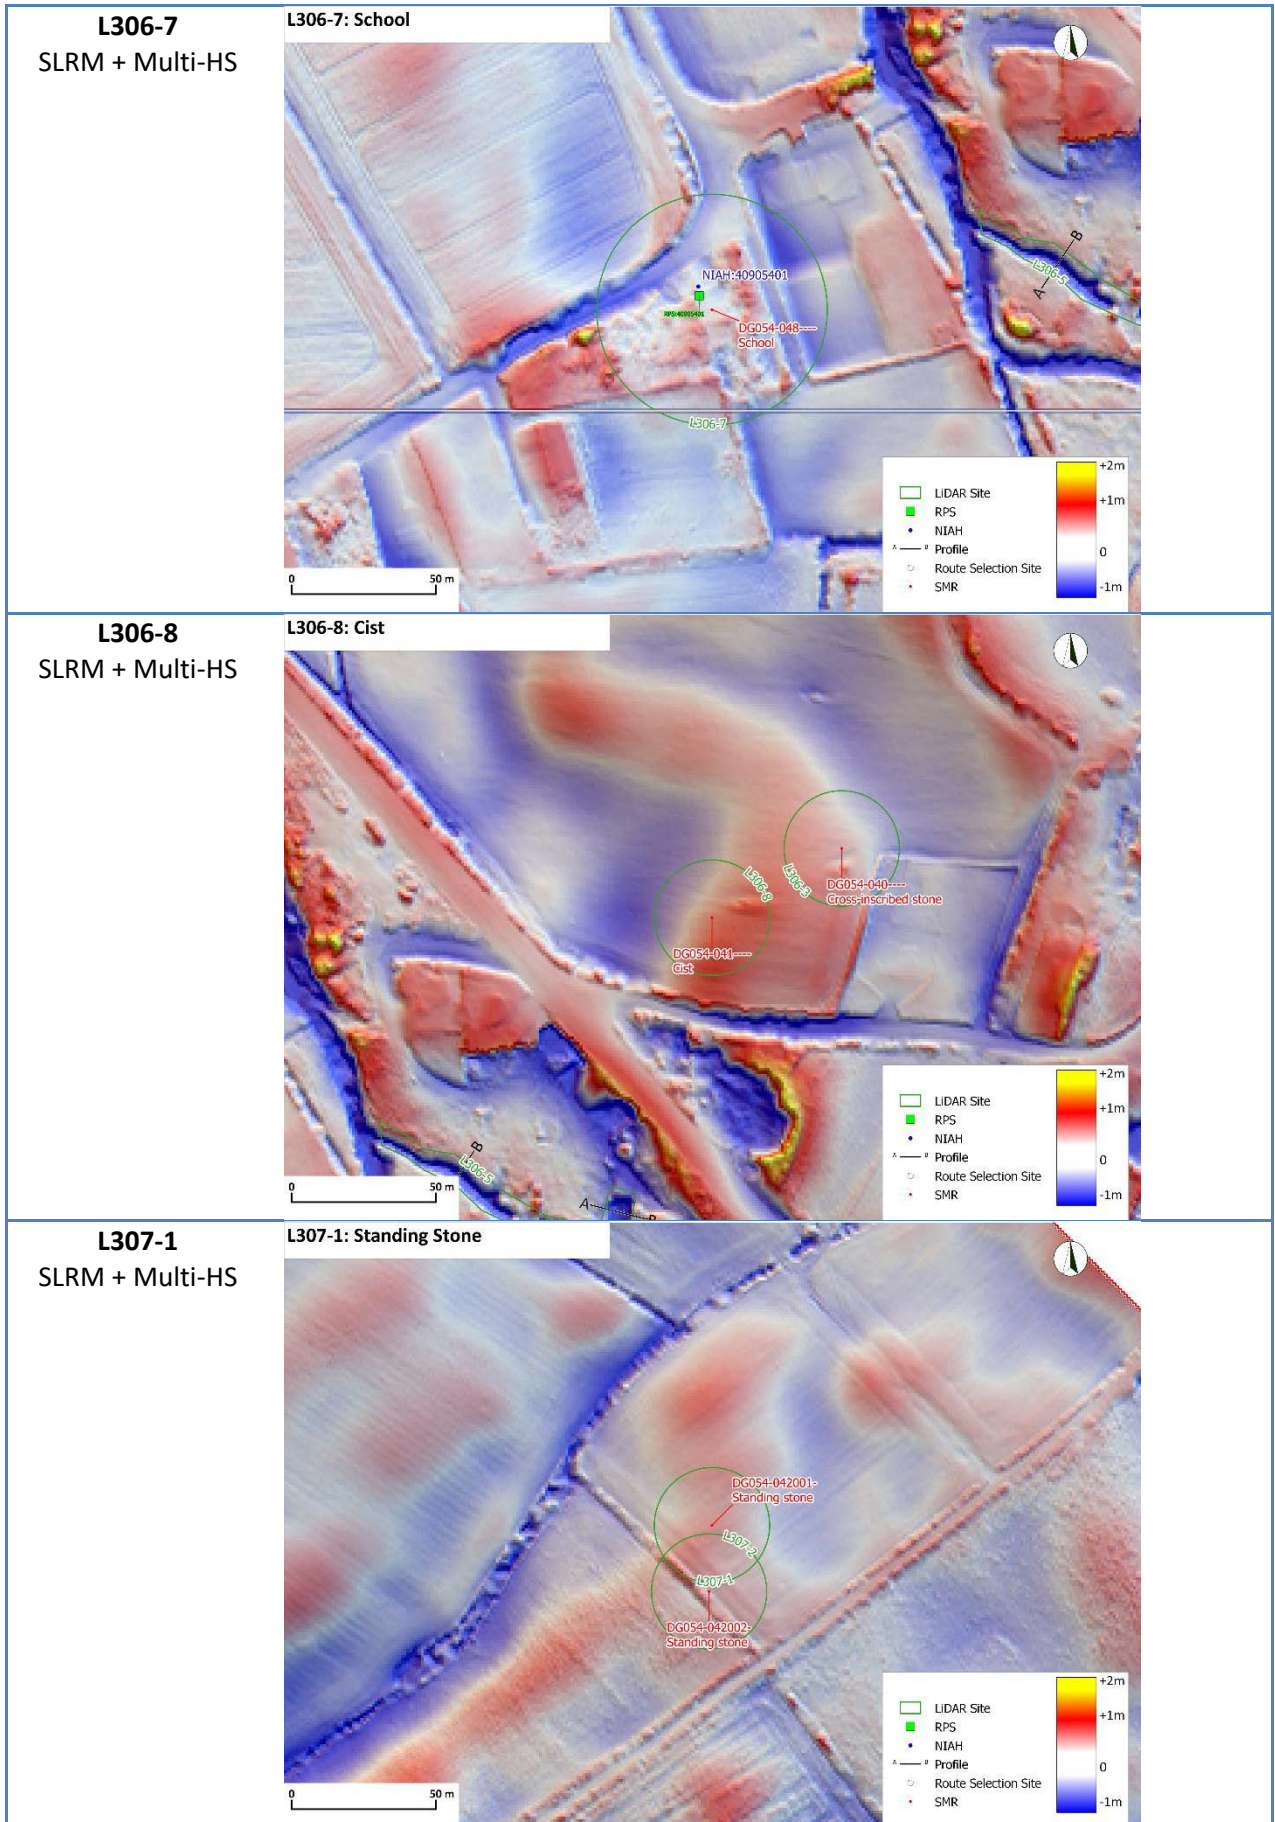 L306-7
SLRM + Multi-HS
L306-7: School
NIAH:40905401
RPS:40905401
DG054-048----
School
L306-7
L306-5
A
B
LiDAR Site
RPS
NIAH
A B Profile
Route Selection Site
SMR
+2m
+1m
0
-1m
0 50 m
L306-8
SLRM + Multi-HS
L306-8: Cist
L306-8
L306-3
DG054-040----
Cross-inscribed stone
DG054-041----
Cist
B
L306-5
A
B
LiDAR Site
RPS
NIAH
A B Profile
Route Selection Site
SMR
+2m
+1m
0
-1m
0 50 m
L307-1
SLRM + Multi-HS
L307-1: Standing Stone
DG054-042001-
Standing stone
L307-2
L307-1
DG054-042002-
Standing stone
LiDAR Site
RPS
NIAH
A B Profile
Route Selection Site
SMR
+2m
+1m
0
-1m
0 50 m